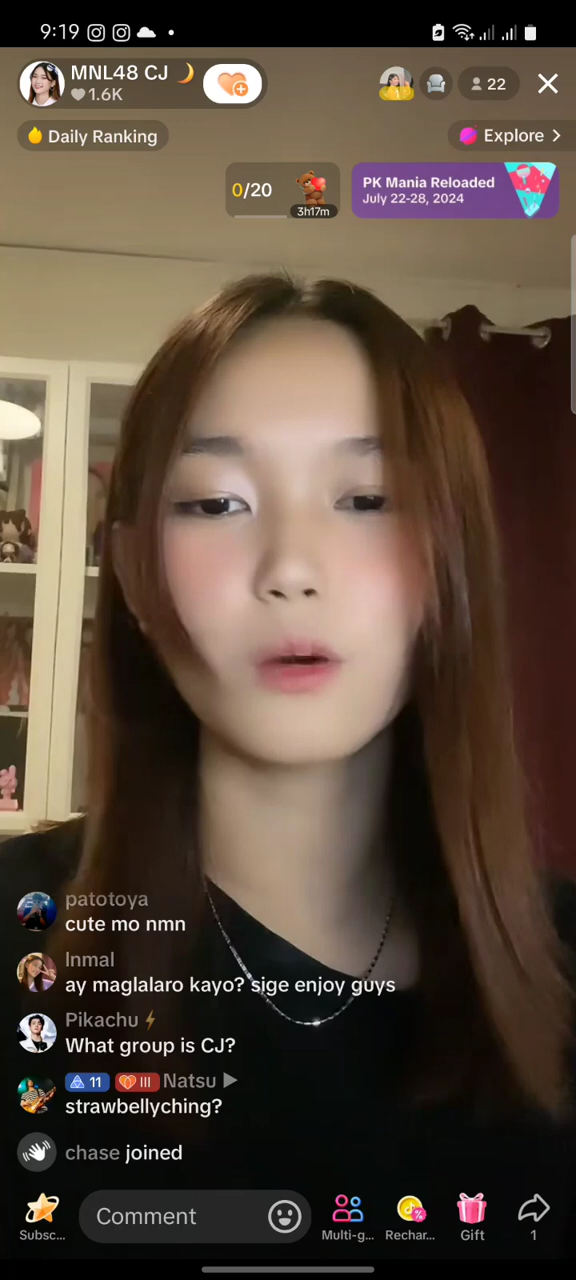 9:19
MNL48 CJ 🌙
1.6K
22
Daily Ranking
Explore >
0/20
3h17m
PK Mania Reloaded
July 22-28, 2024
patotoya
cute mo nmn
lnmal
ay maglalaro kayo? sige enjoy guys
Pikachu⚡
What group is CJ?
11 III Natsu ▶
strawbellyching?
chase joined
Comment
Subsc... Multi-g... Rechar... Gift 1